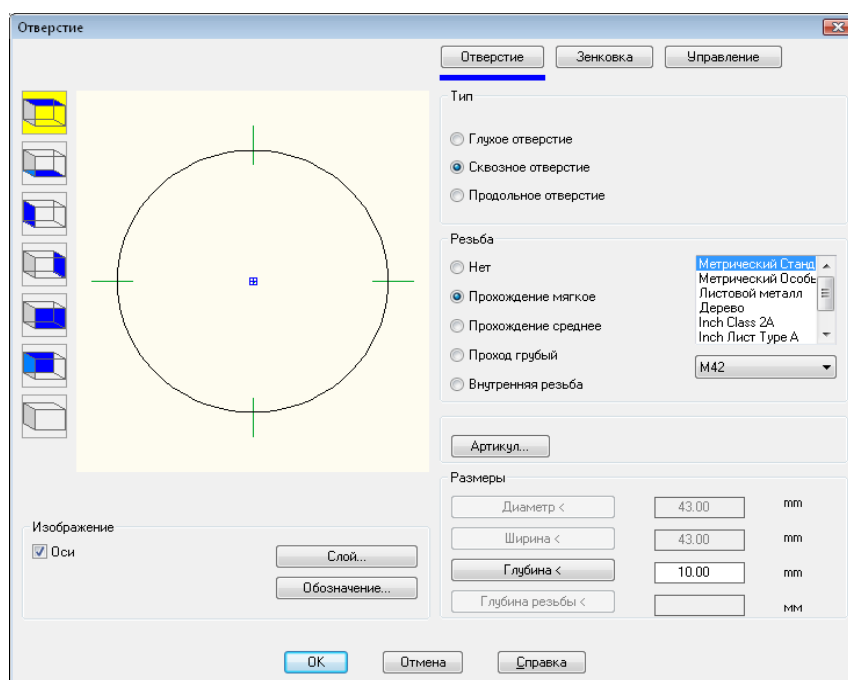 Отверстие
Отверстие Зенковка Управление
Тип
Глухое отверстие
Сквозное отверстие
Продольное отверстие
Резьба
Нет
Прохождение мягкое
Прохождение среднее
Проход грубый
Внутренняя резьба
Метрический Станд
Метрический Особь
Листовой металл
Дерево
Inch Class 2A
Inch Лист Type A
M42
Артикул...
Размеры
Диаметр < 43.00 mm
Ширина < 43.00 mm
Глубина < 10.00 mm
Глубина резьбы < мм
Изображение
Оси
Слой...
Обозначение...
OK Отмена Справка